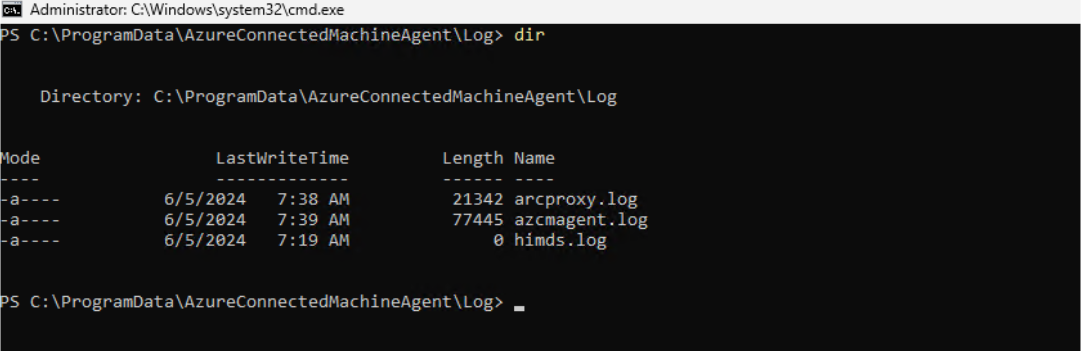 Administrator: C:\Windows\system32\cmd.exe
PS C:\ProgramData\AzureConnectedMachineAgent\Log> dir
Directory: C:\ProgramData\AzureConnectedMachineAgent\Log
Mode LastWriteTime Length Name
---- ------------- ------ ----
-a---- 6/5/2024 7:38 AM 21342 arcproxy.log
-a---- 6/5/2024 7:39 AM 77445 azcmagent.log
-a---- 6/5/2024 7:19 AM 0 himds.log
PS C:\ProgramData\AzureConnectedMachineAgent\Log>